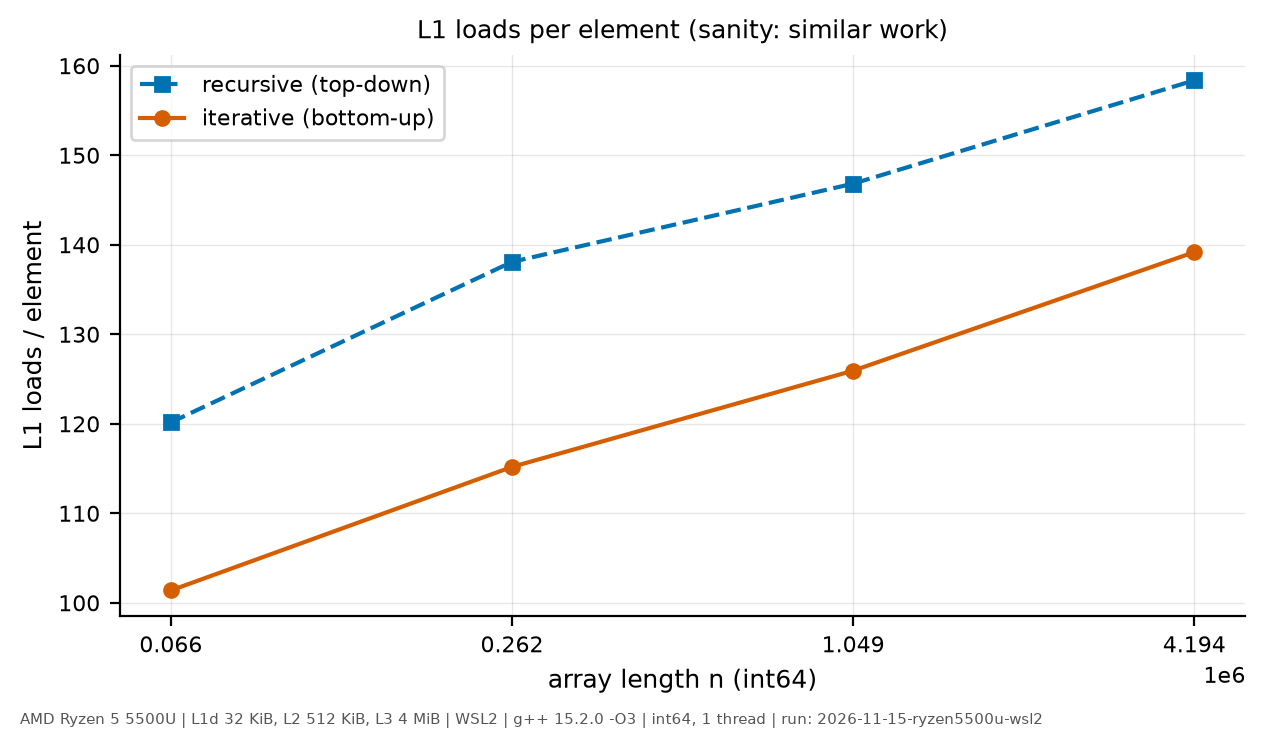 L1 loads per element (sanity: similar work)
recursive (top-down)
iterative (bottom-up)
L1 loads / element
160
150
140
130
120
110
100
0.066 0.262 1.049 4.194
1e6
array length n (int64)
AMD Ryzen 5 5500U | L1d 32 KiB, L2 512 KiB, L3 4 MiB | WSL2 | g++ 15.2.0 -O3 | int64, 1 thread | run: 2026-11-15-ryzen5500u-wsl2